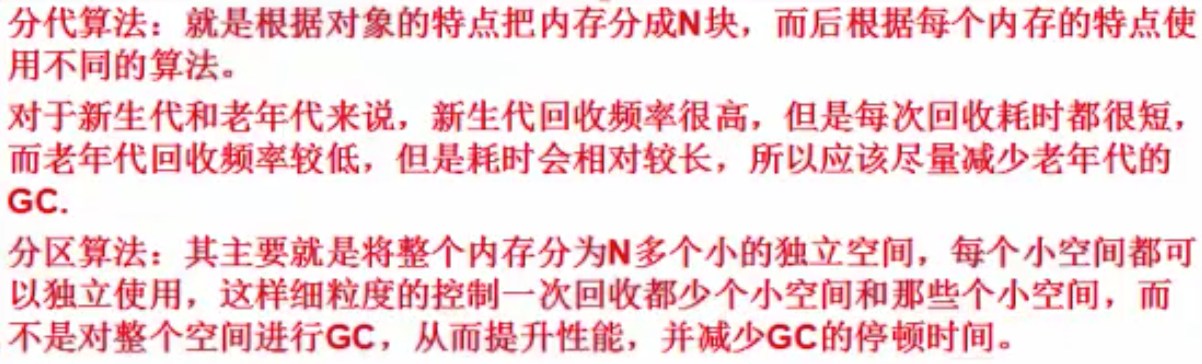 分代算法：就是根据对象的特点把内存分成N块，而后根据每个内存的特点使
用不同的算法。
对于新生代和老年代来说，新生代回收频率很高，但是每次回收耗时都很短，
而老年代回收频率较低，但是耗时会相对较长，所以应该尽量减少老年代的
GC.
分区算法：其主要就是将整个内存分为N多个小的独立空间，每个小空间都可
以独立使用，这样细粒度的控制一次回收都少个小空间和那些个小空间，而
不是对整个空间进行GC，从而提升性能，并减少GC的停顿时间。